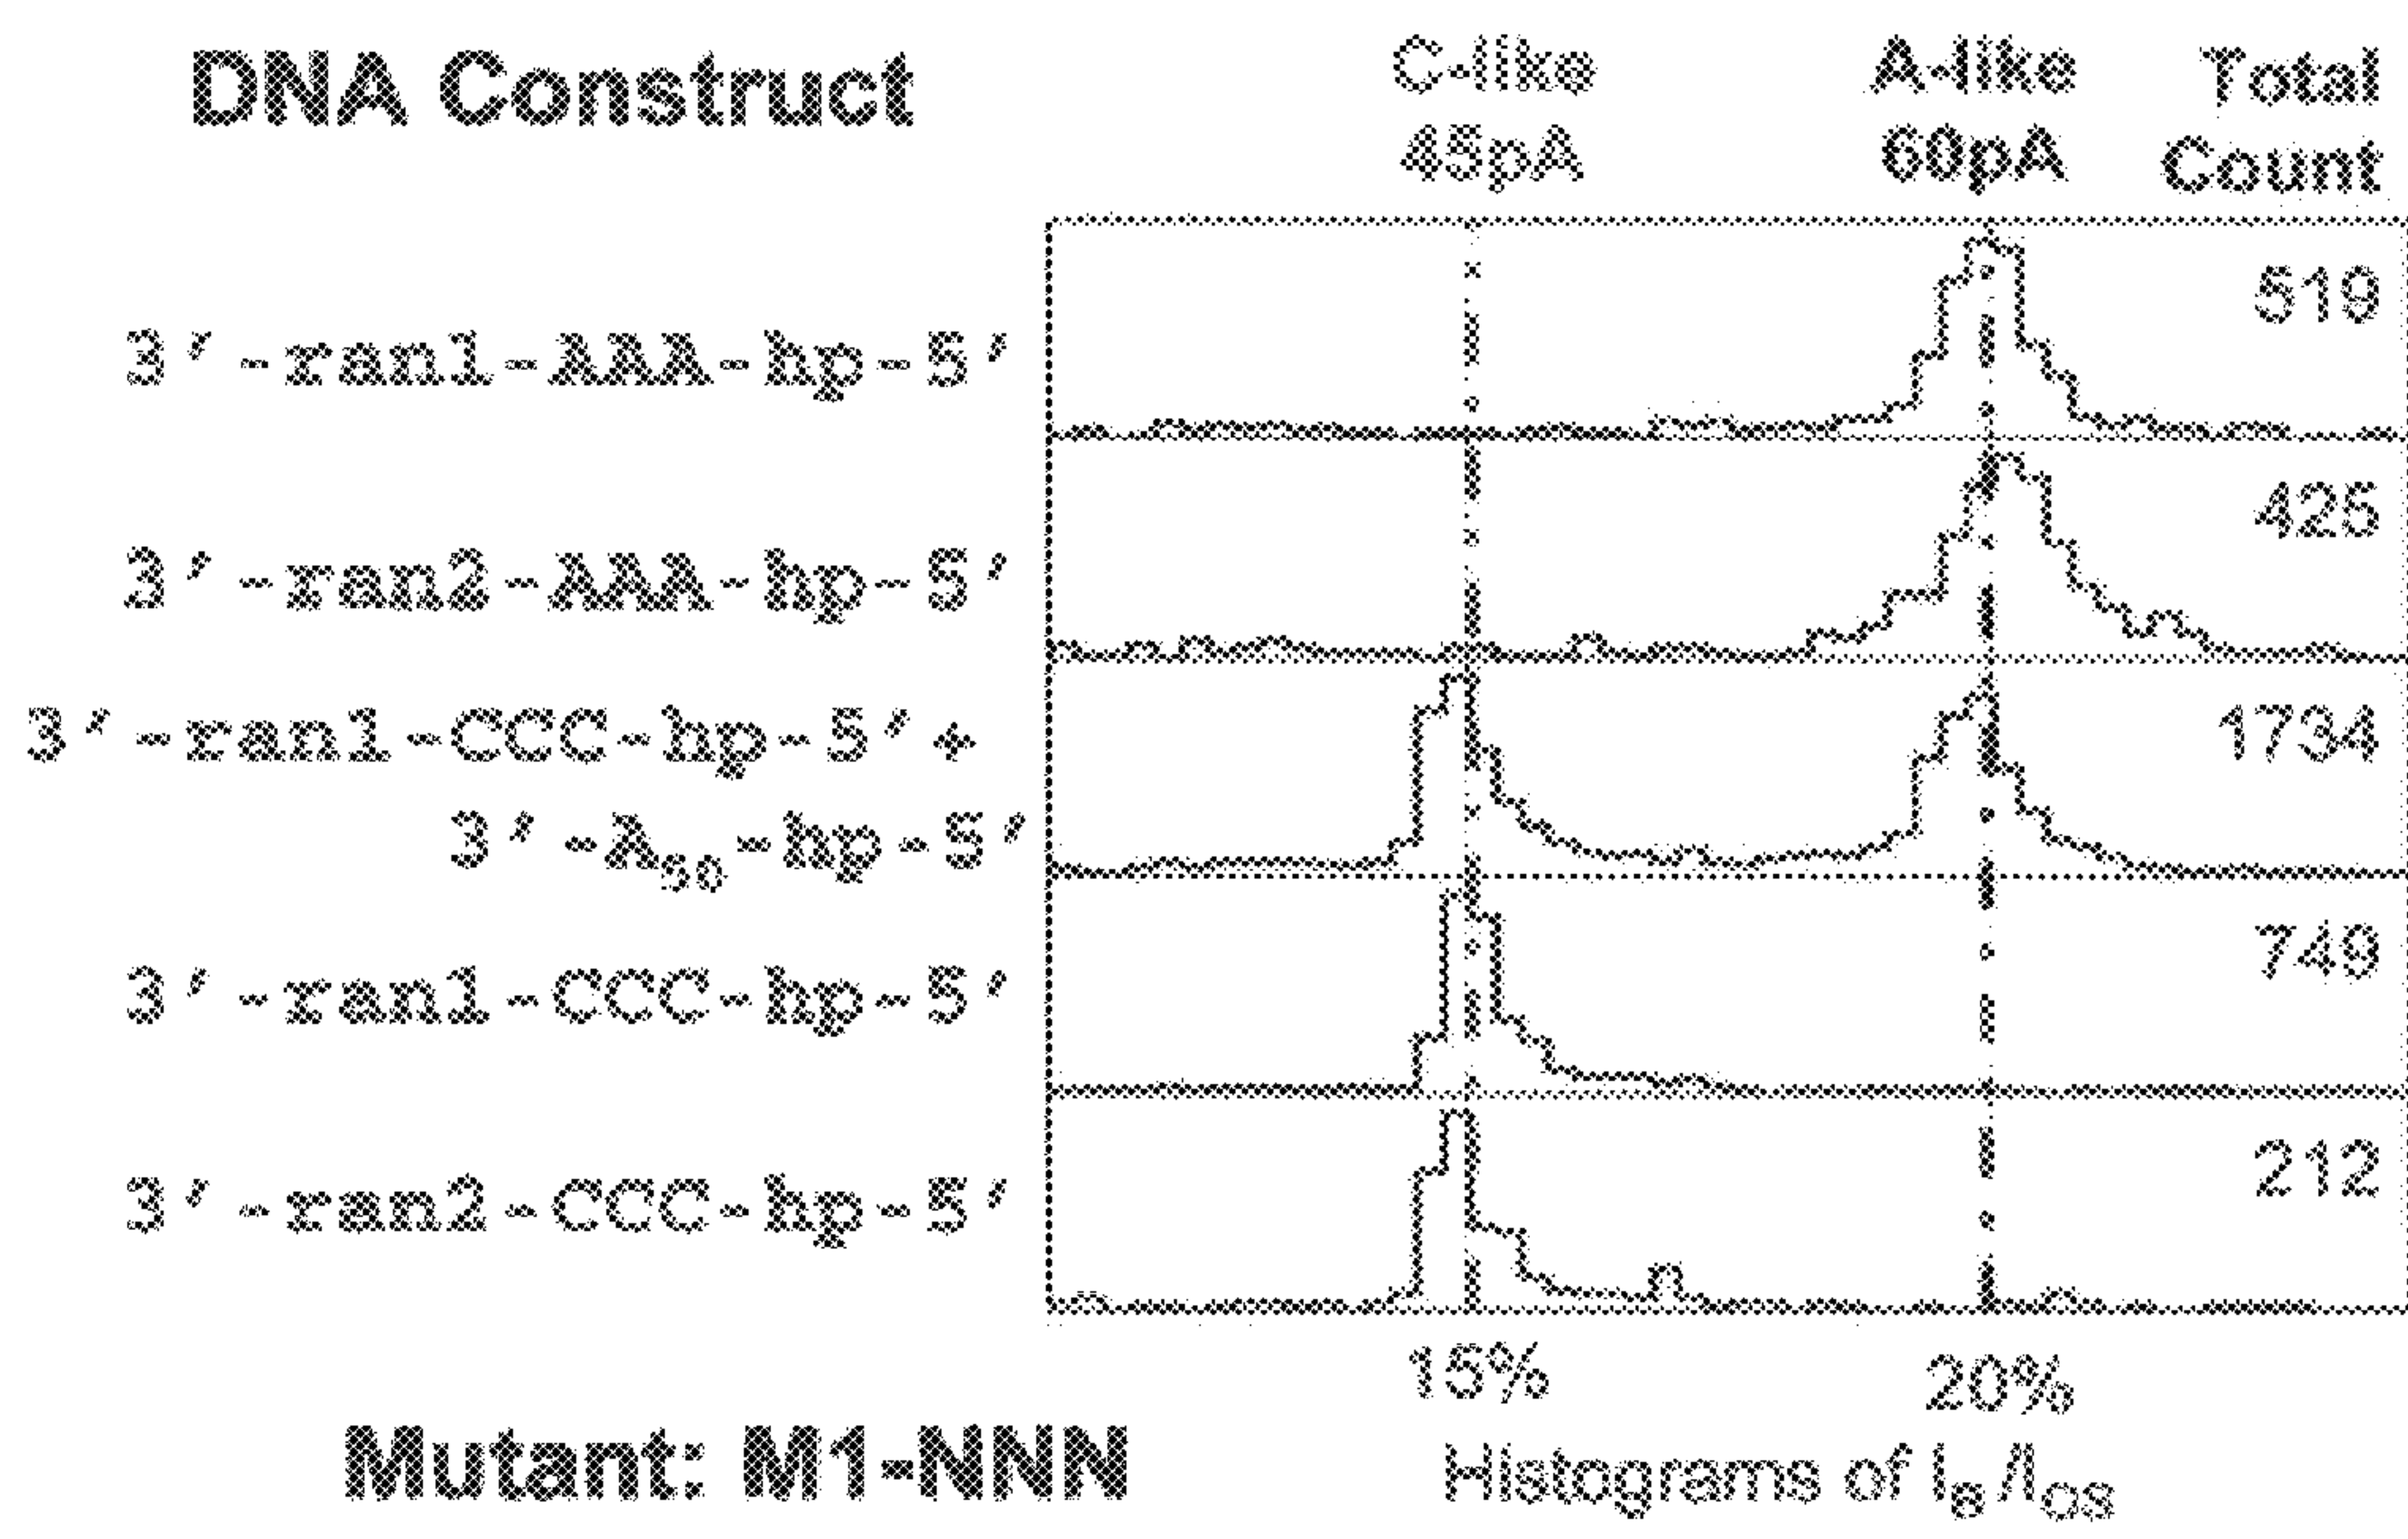 DNA Construct
C-like
45pA
A-like
60pA
Total
Count
3′-ran1-AAA-hp-5′
519
3′-ran2-AAA-hp-5′
425
3′-ran1-CCC-hp-5′+
3′-A₅₀-hp-5′
1734
3′-ran1-CCC-hp-5′
749
3′-ran2-CCC-hp-5′
212
15%
20%
Mutant: M1-NNN
Histograms of I_B/I_OS